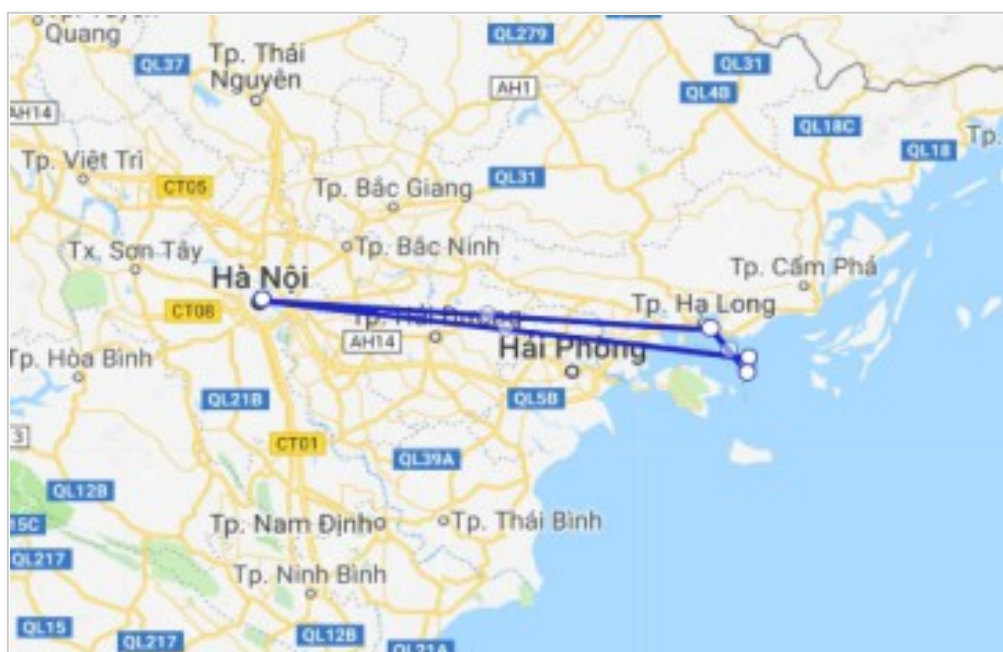 Quang
QL279
QL37
Tp. Thái
Nguyên
QL31
AH1
QL4B
AH14
QL18C
QL18
Tp. Việt Trì
CT05
Tp. Bắc Giang
QL31
Tx. Sơn Tây
Tp. Bắc Ninh
Tp. Cẩm Phả
Hà Nội
CT08
Tp. Hạ Long
AH14
Tp. Hòa Bình
Hải Phòng
QL21B
QL5B
CT01
3
QL39A
QL12B
15C
Tp. Nam Định
Tp. Thái Bình
QL217
Tp. Ninh Bình
QL15
QL217
QL12B
QL21A